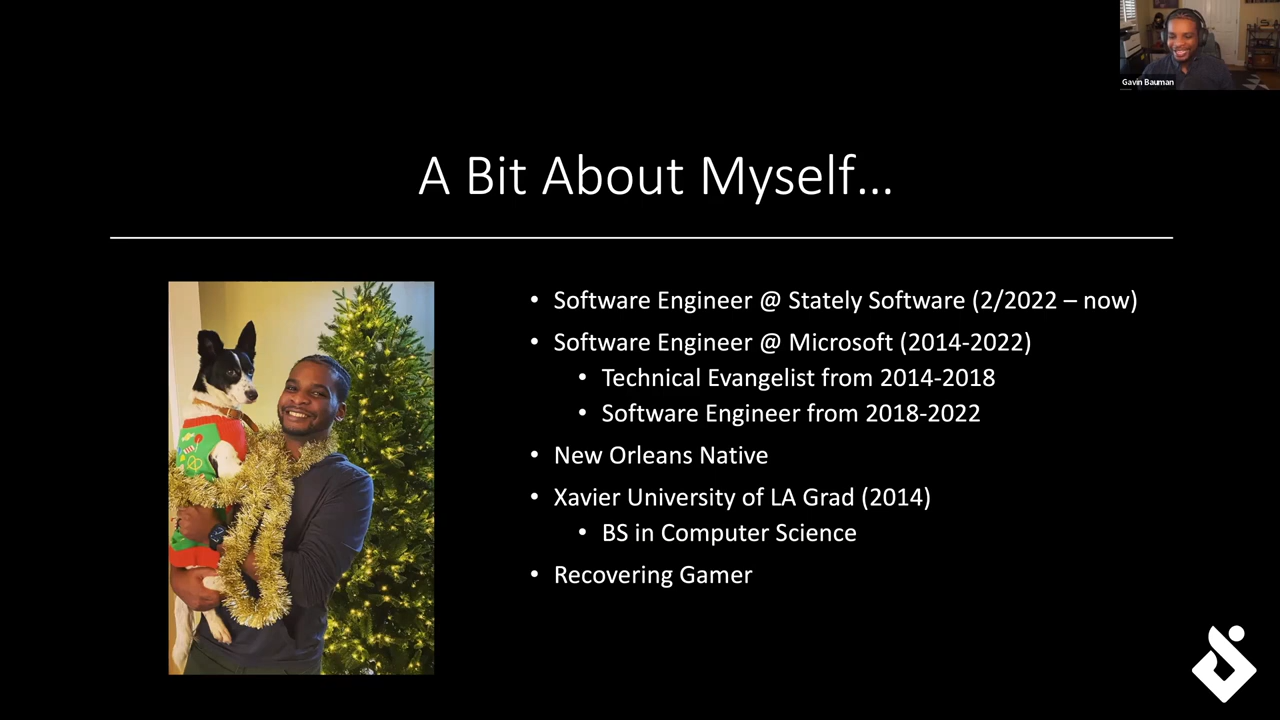 Gavin Bauman
A Bit About Myself...
• Software Engineer @ Stately Software (2/2022 – now)
• Software Engineer @ Microsoft (2014-2022)
• Technical Evangelist from 2014-2018
• Software Engineer from 2018-2022
• New Orleans Native
• Xavier University of LA Grad (2014)
• BS in Computer Science
• Recovering Gamer